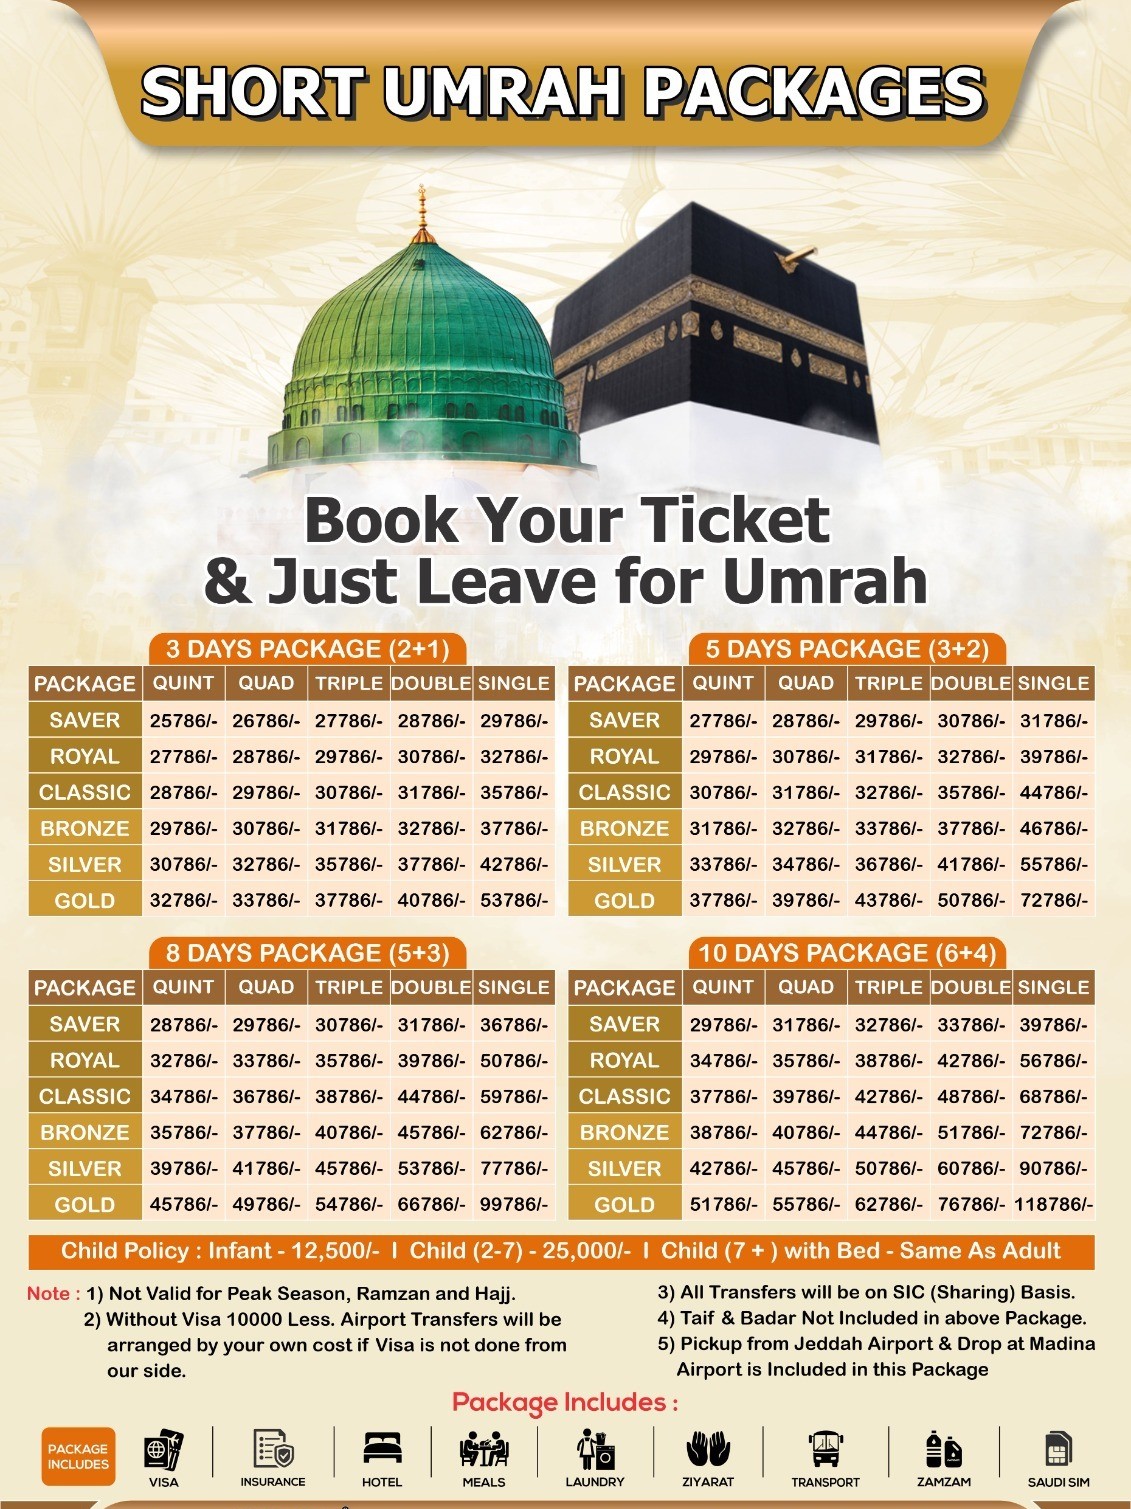 SHORT UMRAH PACKAGES
Book Your Ticket
& Just Leave for Umrah
3 DAYS PACKAGE (2+1)
PACKAGE QUINT QUAD TRIPLE DOUBLE SINGLE
SAVER 25786/- 26786/- 27786/- 28786/- 29786/-
ROYAL 27786/- 28786/- 29786/- 30786/- 32786/-
CLASSIC 28786/- 29786/- 30786/- 31786/- 35786/-
BRONZE 29786/- 30786/- 31786/- 32786/- 37786/-
SILVER 30786/- 32786/- 35786/- 37786/- 42786/-
GOLD 32786/- 33786/- 37786/- 40786/- 53786/-
5 DAYS PACKAGE (3+2)
PACKAGE QUINT QUAD TRIPLE DOUBLE SINGLE
SAVER 27786/- 28786/- 29786/- 30786/- 31786/-
ROYAL 29786/- 30786/- 31786/- 32786/- 39786/-
CLASSIC 30786/- 31786/- 32786/- 35786/- 44786/-
BRONZE 31786/- 32786/- 33786/- 37786/- 46786/-
SILVER 33786/- 34786/- 36786/- 41786/- 55786/-
GOLD 37786/- 39786/- 43786/- 50786/- 72786/-
8 DAYS PACKAGE (5+3)
PACKAGE QUINT QUAD TRIPLE DOUBLE SINGLE
SAVER 28786/- 29786/- 30786/- 31786/- 36786/-
ROYAL 32786/- 33786/- 35786/- 39786/- 50786/-
CLASSIC 34786/- 36786/- 38786/- 44786/- 59786/-
BRONZE 35786/- 37786/- 40786/- 45786/- 62786/-
SILVER 39786/- 41786/- 45786/- 53786/- 77786/-
GOLD 45786/- 49786/- 54786/- 66786/- 99786/-
10 DAYS PACKAGE (6+4)
PACKAGE QUINT QUAD TRIPLE DOUBLE SINGLE
SAVER 29786/- 31786/- 32786/- 33786/- 39786/-
ROYAL 34786/- 35786/- 38786/- 42786/- 56786/-
CLASSIC 37786/- 39786/- 42786/- 48786/- 68786/-
BRONZE 38786/- 40786/- 44786/- 51786/- 72786/-
SILVER 42786/- 45786/- 50786/- 60786/- 90786/-
GOLD 51786/- 55786/- 62786/- 76786/- 118786/-
Child Policy : Infant - 12,500/- I Child (2-7) - 25,000/- I Child (7 + ) with Bed - Same As Adult
Note : 1) Not Valid for Peak Season, Ramzan and Hajj.
2) Without Visa 10000 Less. Airport Transfers will be
arranged by your own cost if Visa is not done from
our side.
3) All Transfers will be on SIC (Sharing) Basis.
4) Taif & Badar Not Included in above Package.
5) Pickup from Jeddah Airport & Drop at Madina
Airport is Included in this Package
Package Includes :
PACKAGE
INCLUDES
VISA INSURANCE HOTEL MEALS LAUNDRY ZIYARAT TRANSPORT ZAMZAM SAUDI SIM